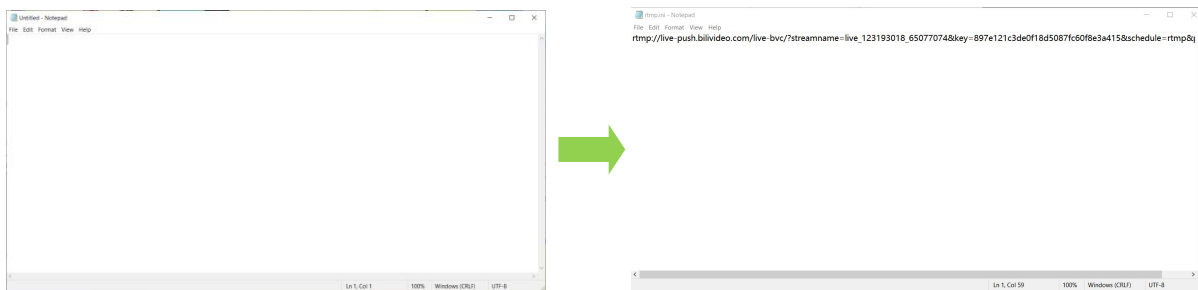 Untitled - Notepad
File Edit Format View Help
Ln 1, Col 1 100% Windows (CRLF) UTF-8
rtmp.ini - Notepad
File Edit Format View Help
rtmp://live-push.bilivideo.com/live-bvc/?streamname=live_123193018_65077074&key=897e121c3de0f18d5087fc60f8e3a415&schedule=rtmp&p
Ln 1, Col 59 100% Windows (CRLF) UTF-8